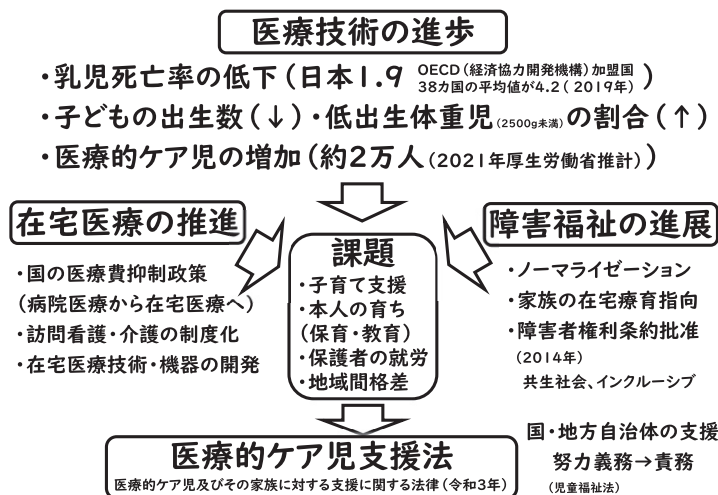 医療技術の進歩
・乳児死亡率の低下(日本1.9 OECD(経済協力開発機構)加盟国
38カ国の平均値が4.2(2019年))
・子どもの出生数(↓)・低出生体重児(2500g未満)の割合(↑)
・医療的ケア児の増加(約2万人(2021年厚生労働省推計))
在宅医療の推進
・国の医療費抑制政策
(病院医療から在宅医療へ)
・訪問看護・介護の制度化
・在宅医療技術・機器の開発
課題
・子育て支援
・本人の育ち
(保育・教育)
・保護者の就労
・地域間格差
障害福祉の進展
・ノーマライゼーション
・家族の在宅療育指向
・障害者権利条約批准
(2014年)
共生社会、インクルーシブ
医療的ケア児支援法
医療的ケア児及びその家族に対する支援に関する法律(令和3年)
国・地方自治体の支援
努力義務→責務
(児童福祉法)